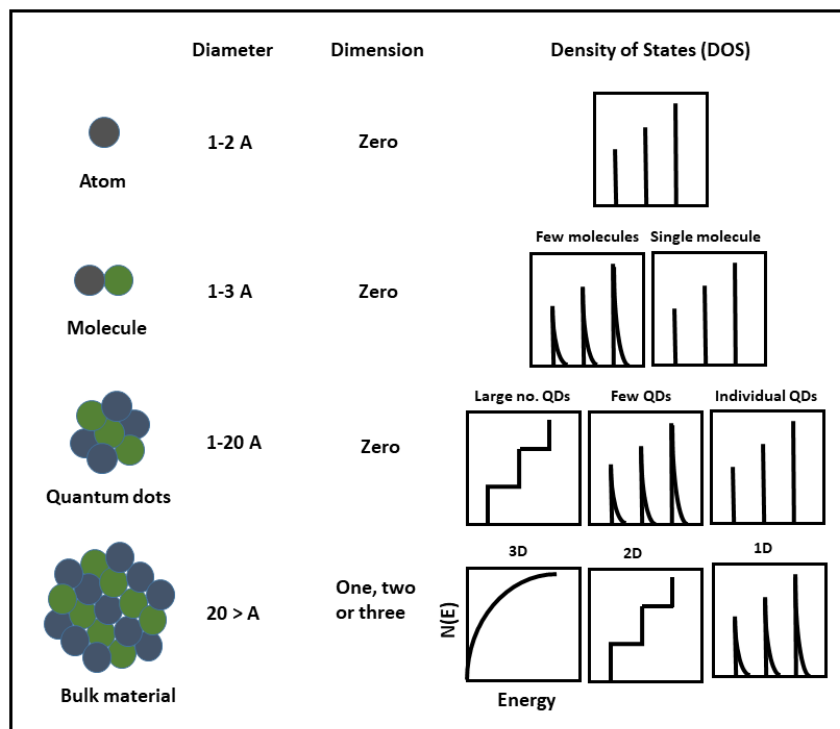 Diameter Dimension Density of States (DOS)
1-2 A Zero
Atom
Few molecules Single molecule
1-3 A Zero
Molecule
Large no. QDs Few QDs Individual QDs
1-20 A Zero
Quantum dots
3D 2D 1D
One, two
or three
20 > A
N(E)
Bulk material
Energy